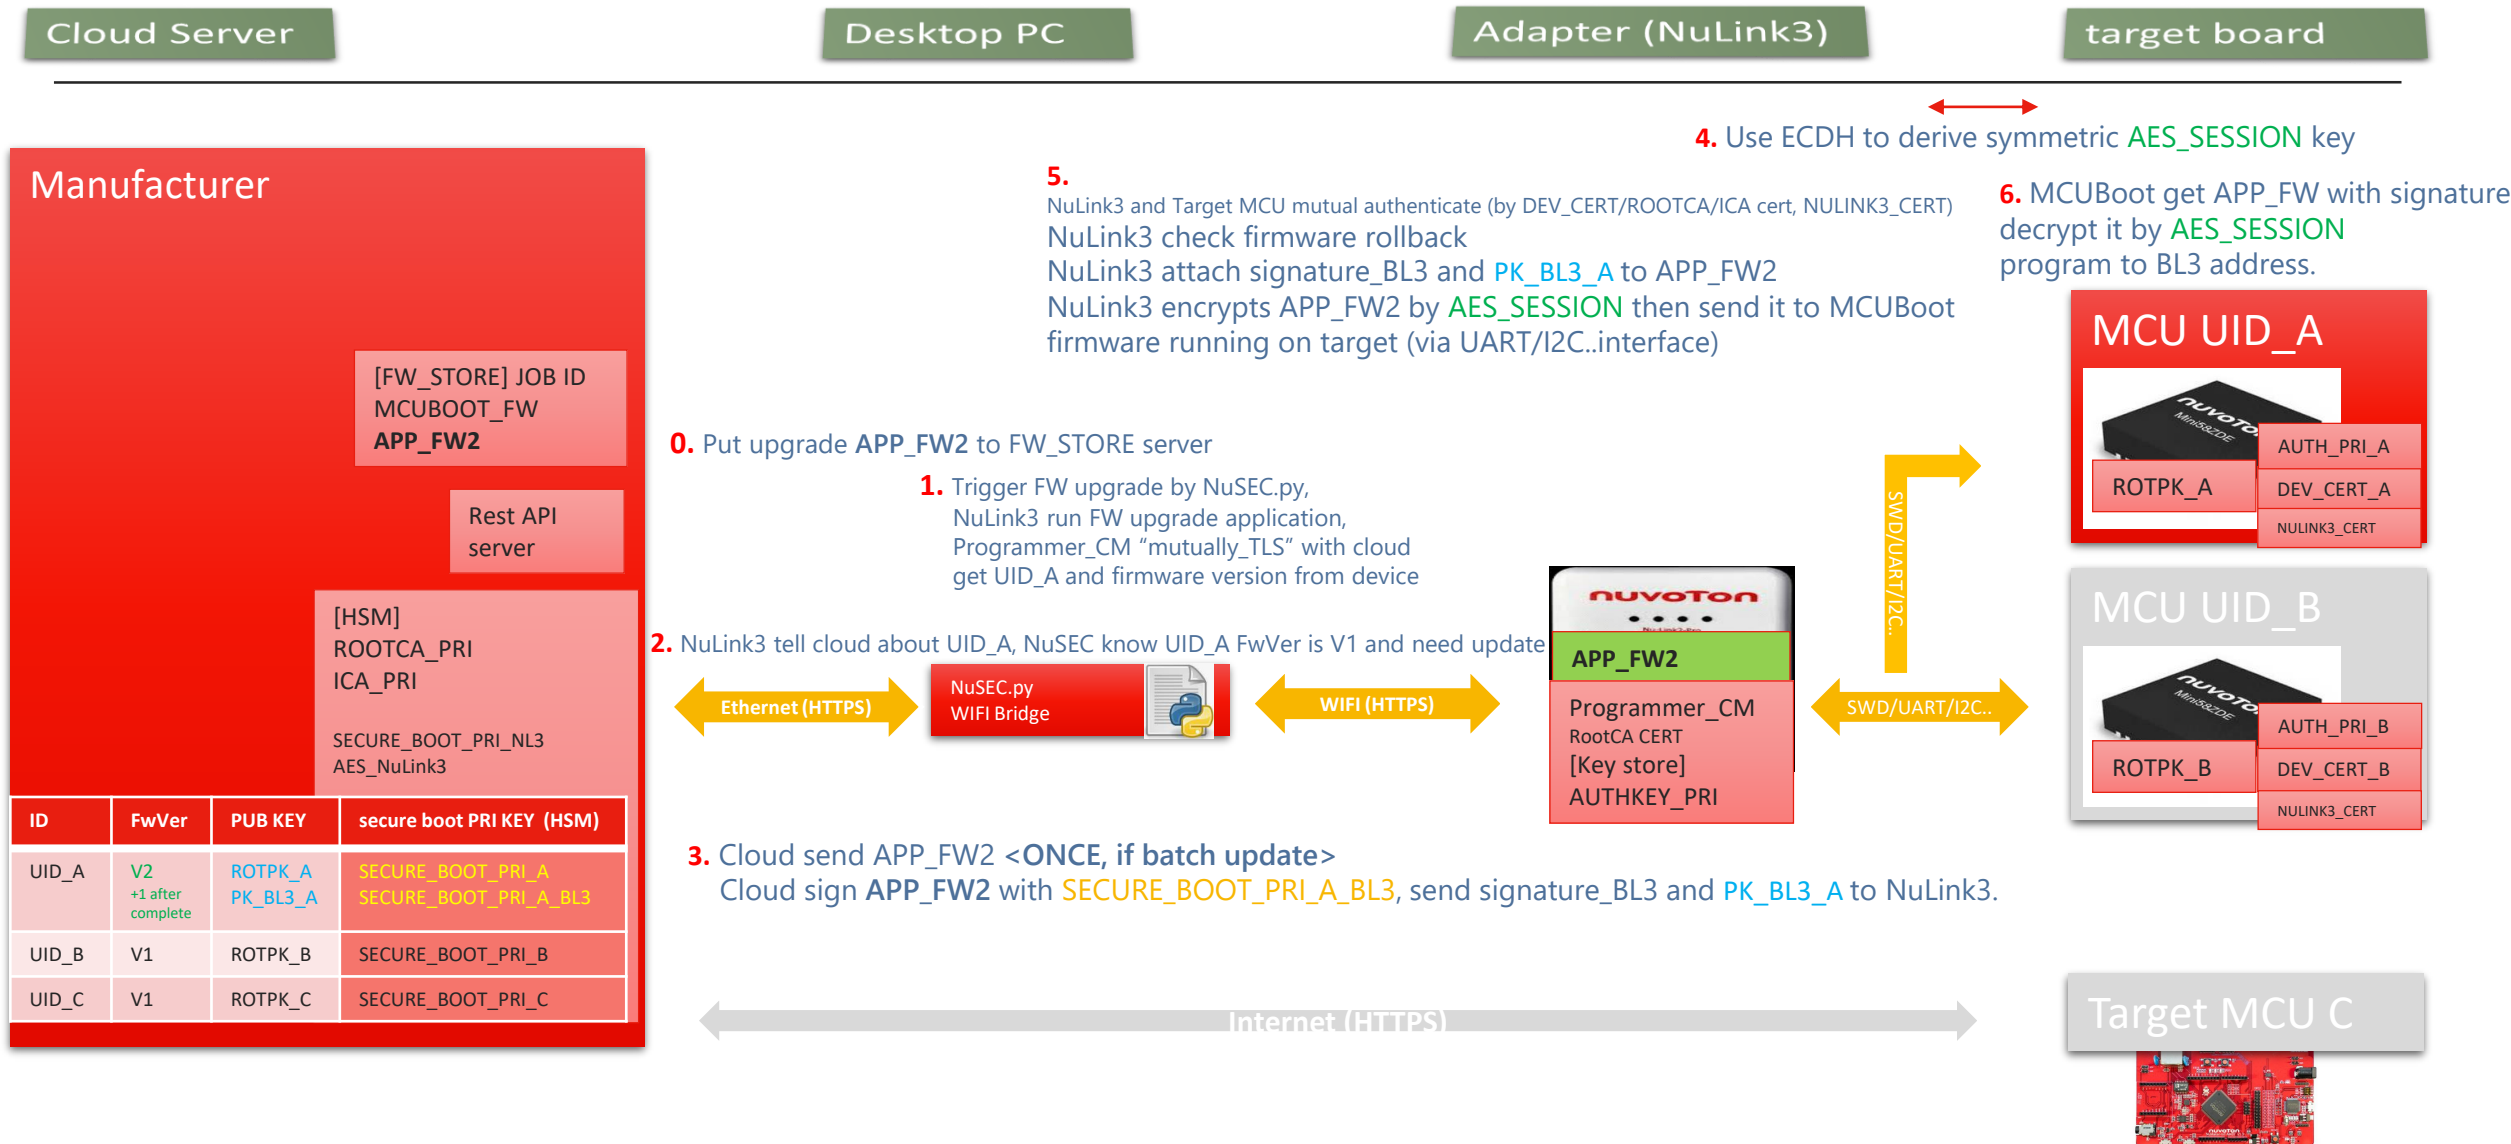 Cloud Server
Desktop PC
Adapter (NuLink3)
target board
4. Use ECDH to derive symmetric AES_SESSION key
5.
NuLink3 and Target MCU mutual authenticate (by DEV_CERT/ROOTCA/ICA cert, NULINK3_CERT)
NuLink3 check firmware rollback
NuLink3 attach signature_BL3 and PK_BL3_A to APP_FW2
NuLink3 encrypts APP_FW2 by AES_SESSION then send it to MCUBoot
firmware running on target (via UART/I2C..interface)
6. MCUBoot get APP_FW with signature
decrypt it by AES_SESSION
program to BL3 address.
Manufacturer
[FW_STORE] JOB ID
MCUBOOT_FW
APP_FW2
Rest API
server
[HSM]
ROOTCA_PRI
ICA_PRI
SECURE_BOOT_PRI_NL3
AES_NuLink3
ID FwVer PUB KEY secure boot PRI KEY (HSM)
UID_A V2 ROTPK_A SECURE_BOOT_PRI_A
+1 after PK_BL3_A SECURE_BOOT_PRI_A_BL3
complete
UID_B V1 ROTPK_B SECURE_BOOT_PRI_B
UID_C V1 ROTPK_C SECURE_BOOT_PRI_C
0. Put upgrade APP_FW2 to FW_STORE server
1. Trigger FW upgrade by NuSEC.py,
NuLink3 run FW upgrade application,
Programmer_CM “mutually_TLS” with cloud
get UID_A and firmware version from device
2. NuLink3 tell cloud about UID_A, NuSEC know UID_A FwVer is V1 and need update
Ethernet (HTTPS)
NuSEC.py
WIFI Bridge
WIFI (HTTPS)
nuvoTon
Nu-Link2-Pro
APP_FW2
Programmer_CM
RootCA CERT
[Key store]
AUTHKEY_PRI
SWD/UART/I2C..
SWD/UART/I2C..
MCU UID_A
nuvoTon
Mini58ZDE
AUTH_PRI_A
ROTPK_A
DEV_CERT_A
NULINK3_CERT
MCU UID_B
nuvoTon
Mini58ZDE
AUTH_PRI_B
ROTPK_B
DEV_CERT_B
NULINK3_CERT
3. Cloud send APP_FW2 <ONCE, if batch update>
Cloud sign APP_FW2 with SECURE_BOOT_PRI_A_BL3, send signature_BL3 and PK_BL3_A to NuLink3.
Internet (HTTPS)
Target MCU C
nuvoTon